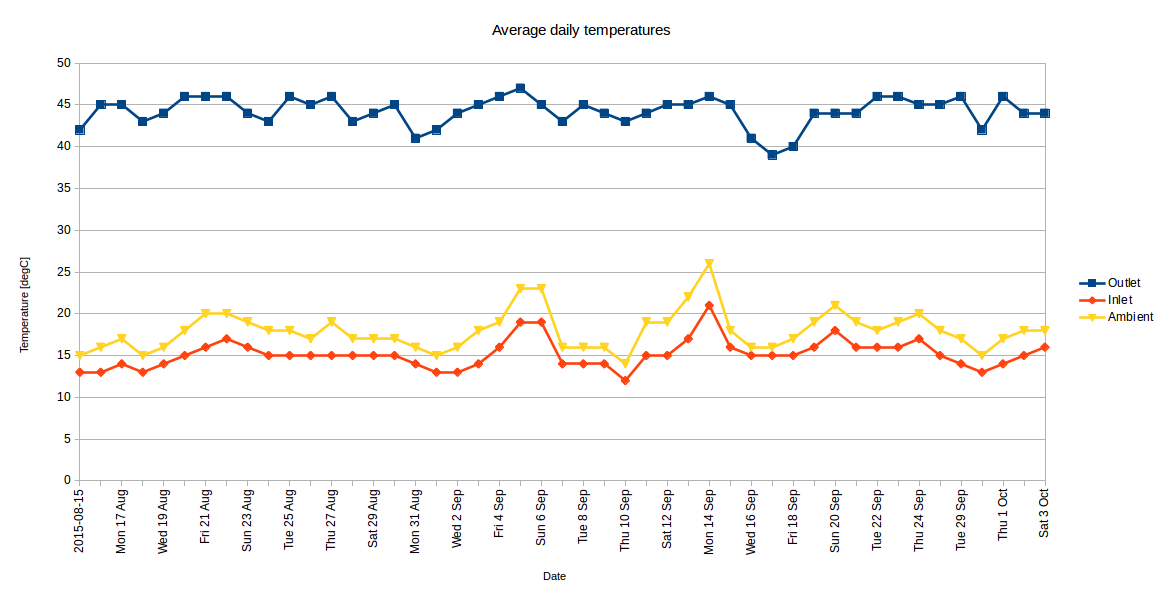 Average daily temperatures
50
45
40
35
30
25
20
15
10
5
0
Temperature [degC]
2015-08-15
Mon 17 Aug
Wed 19 Aug
Fri 21 Aug
Sun 23 Aug
Tue 25 Aug
Thu 27 Aug
Sat 29 Aug
Mon 31 Aug
Wed 2 Sep
Fri 4 Sep
Sun 6 Sep
Tue 8 Sep
Thu 10 Sep
Sat 12 Sep
Mon 14 Sep
Wed 16 Sep
Fri 18 Sep
Sun 20 Sep
Tue 22 Sep
Thu 24 Sep
Tue 29 Sep
Thu 1 Oct
Sat 3 Oct
Date
Outlet
Inlet
Ambient